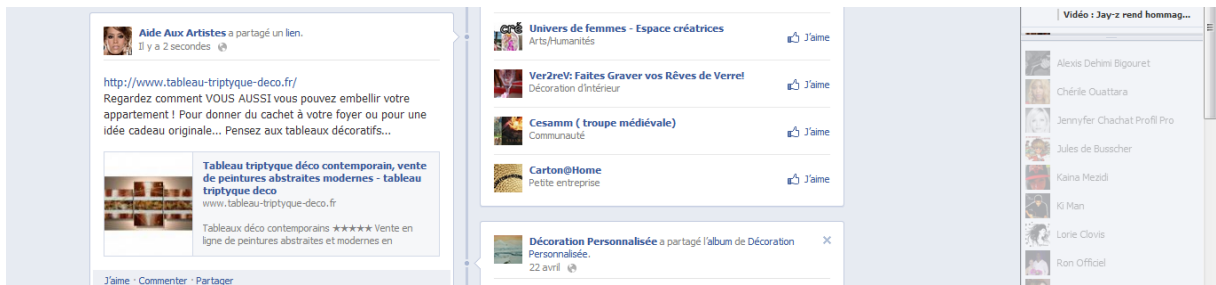 Aide Aux Artistes a partagé un lien.
Il y a 2 secondes
http://www.tableau-triptyque-deco.fr/
Regardez comment VOUS AUSSI vous pouvez embellir votre
appartement ! Pour donner du cachet à votre foyer ou pour une
idée cadeau originale... Pensez aux tableaux décoratifs...
Tableau triptyque déco contemporain, vente
de peintures abstraites modernes - tableau
triptyque deco
www.tableau-triptyque-deco.fr
Tableaux déco contemporains ★★★★★ Vente en
ligne de peintures abstraites et modernes en
J'aime · Commenter · Partager
cré
Univers de femmes - Espace créatrices
Arts/Humanités
J'aime
Ver2reV: Faites Graver vos Rêves de Verre!
Décoration d'intérieur
J'aime
Cesamm ( troupe médiévale)
Communauté
J'aime
Carton@Home
Petite entreprise
J'aime
Décoration Personnalisée a partagé l'album de Décoration
Personnalisée.
22 avril
Vidéo : Jay-z rend hommag...
Alexis Dehimi Bigouret
Chérile Ouattara
Jennyfer Chachat Profil Pro
Jules de Busscher
Kaina Mezidi
Ki Man
Lorie Clovis
Ron Officiel